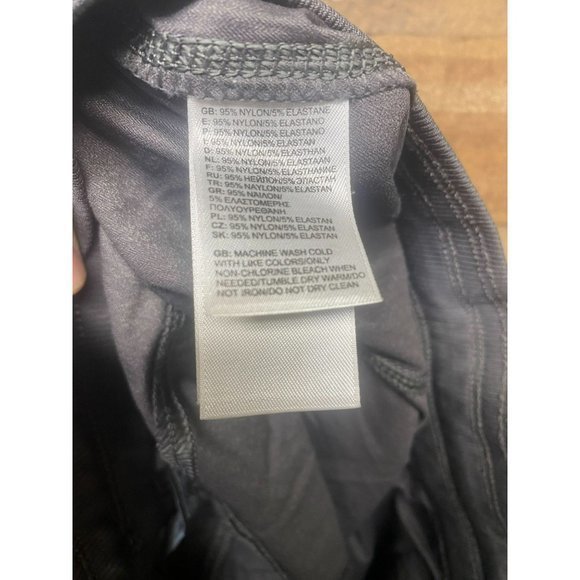 GB: 95% NYLON/5% ELASTANE
E: 95% NYLON/5% ELASTANO
P: 95% NYLON/5% ELASTANO
I: 95% NYLON/5% ELASTAN
D: 95% NYLON/5% ELASTHAN
NL: 95% NYLON/5% ELASTAAN
F: 95% NYLON/5% ELASTHANNE
RU: 95% НЕЙЛОН/5% ЭЛАСТАН
TR: 95% NAYLON/5% ELASTAN
GR: 95% ΝΑΙΛΟΝ/
5% ΕΛΑΣΤΟΜΕΡΗΣ
ΠΟΛΥΟΥΡΕΘΑΝΗ
PL: 95% NYLON/5% ELASTAN
CZ: 95% NYLON/5% ELASTAN
SK: 95% NYLON/5% ELASTAN
GB: MACHINE WASH COLD
WITH LIKE COLORS/ONLY
NON-CHLORINE BLEACH WHEN
NEEDED/TUMBLE DRY WARM/DO
NOT IRON/DO NOT DRY CLEAN